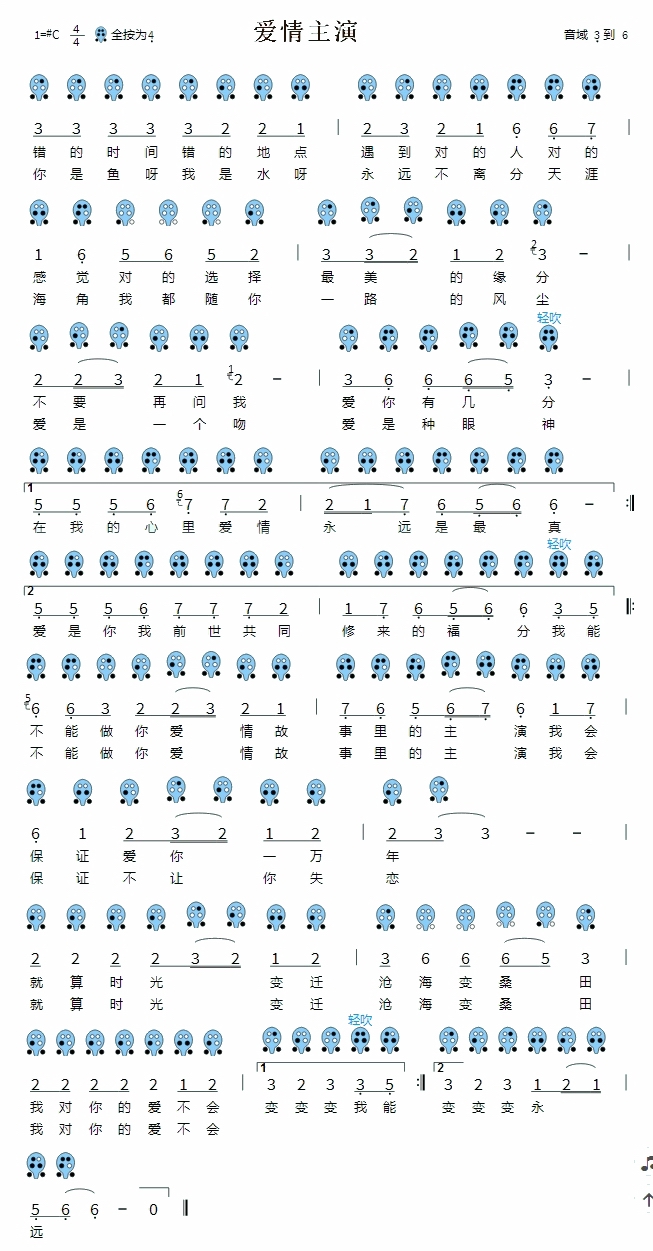 爱情主演
1=#C 4/4 全按为4 音域 3到 6
3 3 3 3 3 2 2 1 | 2 3 2 1 6 6 7 |
错 的 时 间 错 的 地 点 遇 到 对 的 人 对 的
你 是 鱼 呀 我 是 水 呀 永 远 不 离 分 天 涯
1 6 5 6 5 2 | 3 3 2 1 2 2 3 – |
感 觉 对 的 选 择 最 美 的 缘 分
海 角 我 都 随 你 一 路 的 风 尘
轻吹
2 2 3 2 1 1 2 – | 3 6 6 6 5 3 – |
不 要 再 问 我 爱 你 有 几 分
爱 是 一 个 吻 爱 是 种 眼 神
1
5 5 5 6 6 7 7 2 | 2 1 7 6 5 6 6 – :|
在 我 的 心 里 爱 情 永 远 是 最 真
轻吹
2
5 5 5 6 7 7 7 2 | 1 7 6 5 6 6 3 5 |:
爱 是 你 我 前 世 共 同 修 来 的 福 分 我 能
5 6 6 3 2 2 3 2 1 | 7 6 5 6 7 6 1 7 |
不 能 做 你 爱 情 故 事 里 的 主 演 我 会
不 能 做 你 爱 情 故 事 里 的 主 演 我 会
6 1 2 3 2 1 2 | 2 3 3 – – |
保 证 爱 你 一 万 年
保 证 不 让 你 失 恋
2 2 2 2 3 2 1 2 | 3 6 6 6 5 3 |
就 算 时 光 变 迁 沧 海 变 桑 田
就 算 时 光 变 迁 沧 海 变 桑 田
轻吹
1 2
2 2 2 2 2 1 2 | 3 2 3 3 5 :| 3 2 3 1 2 1 |
我 对 你 的 爱 不 会 变 变 变 我 能 变 变 变 永
我 对 你 的 爱 不 会
5 6 6 – 0
远